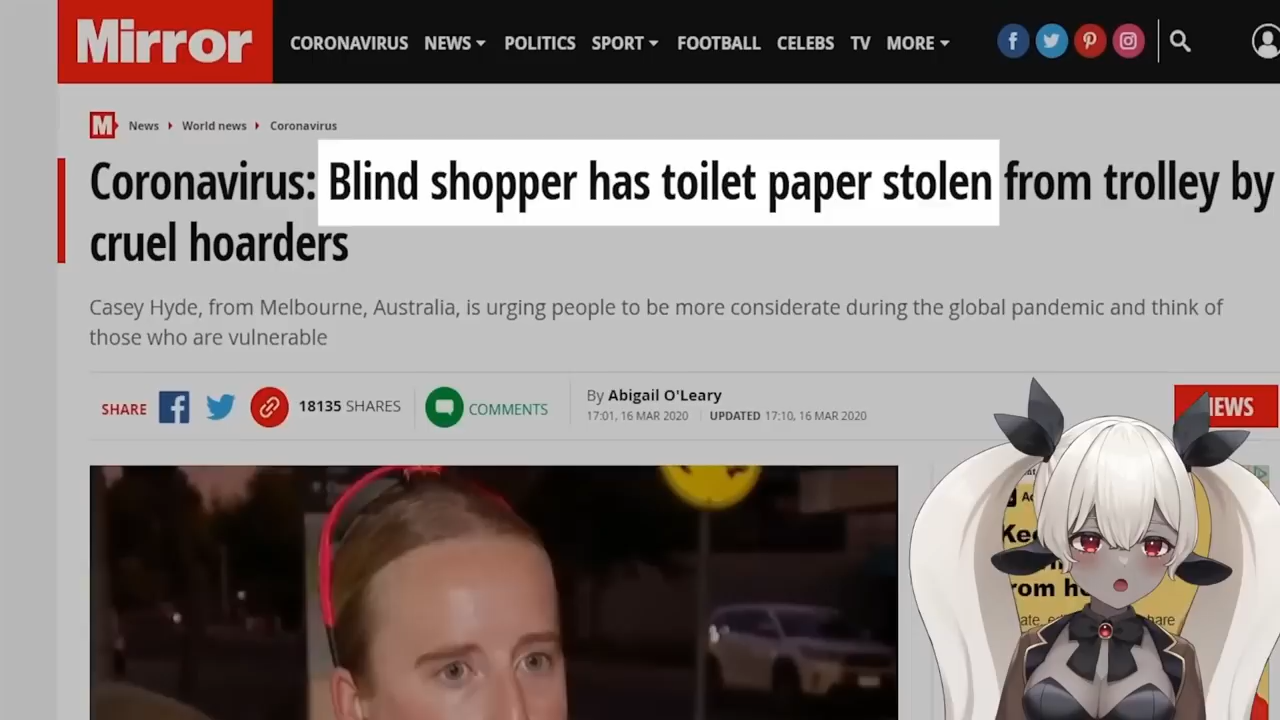 Mirror
CORONAVIRUS NEWS POLITICS SPORT FOOTBALL CELEBS TV MORE
M News World news Coronavirus
Coronavirus: Blind shopper has toilet paper stolen from trolley by
cruel hoarders
Casey Hyde, from Melbourne, Australia, is urging people to be more considerate during the global pandemic and think of
those who are vulnerable
SHARE 18135 SHARES COMMENTS
By Abigail O'Leary
17:01, 16 MAR 2020 UPDATED 17:10, 16 MAR 2020